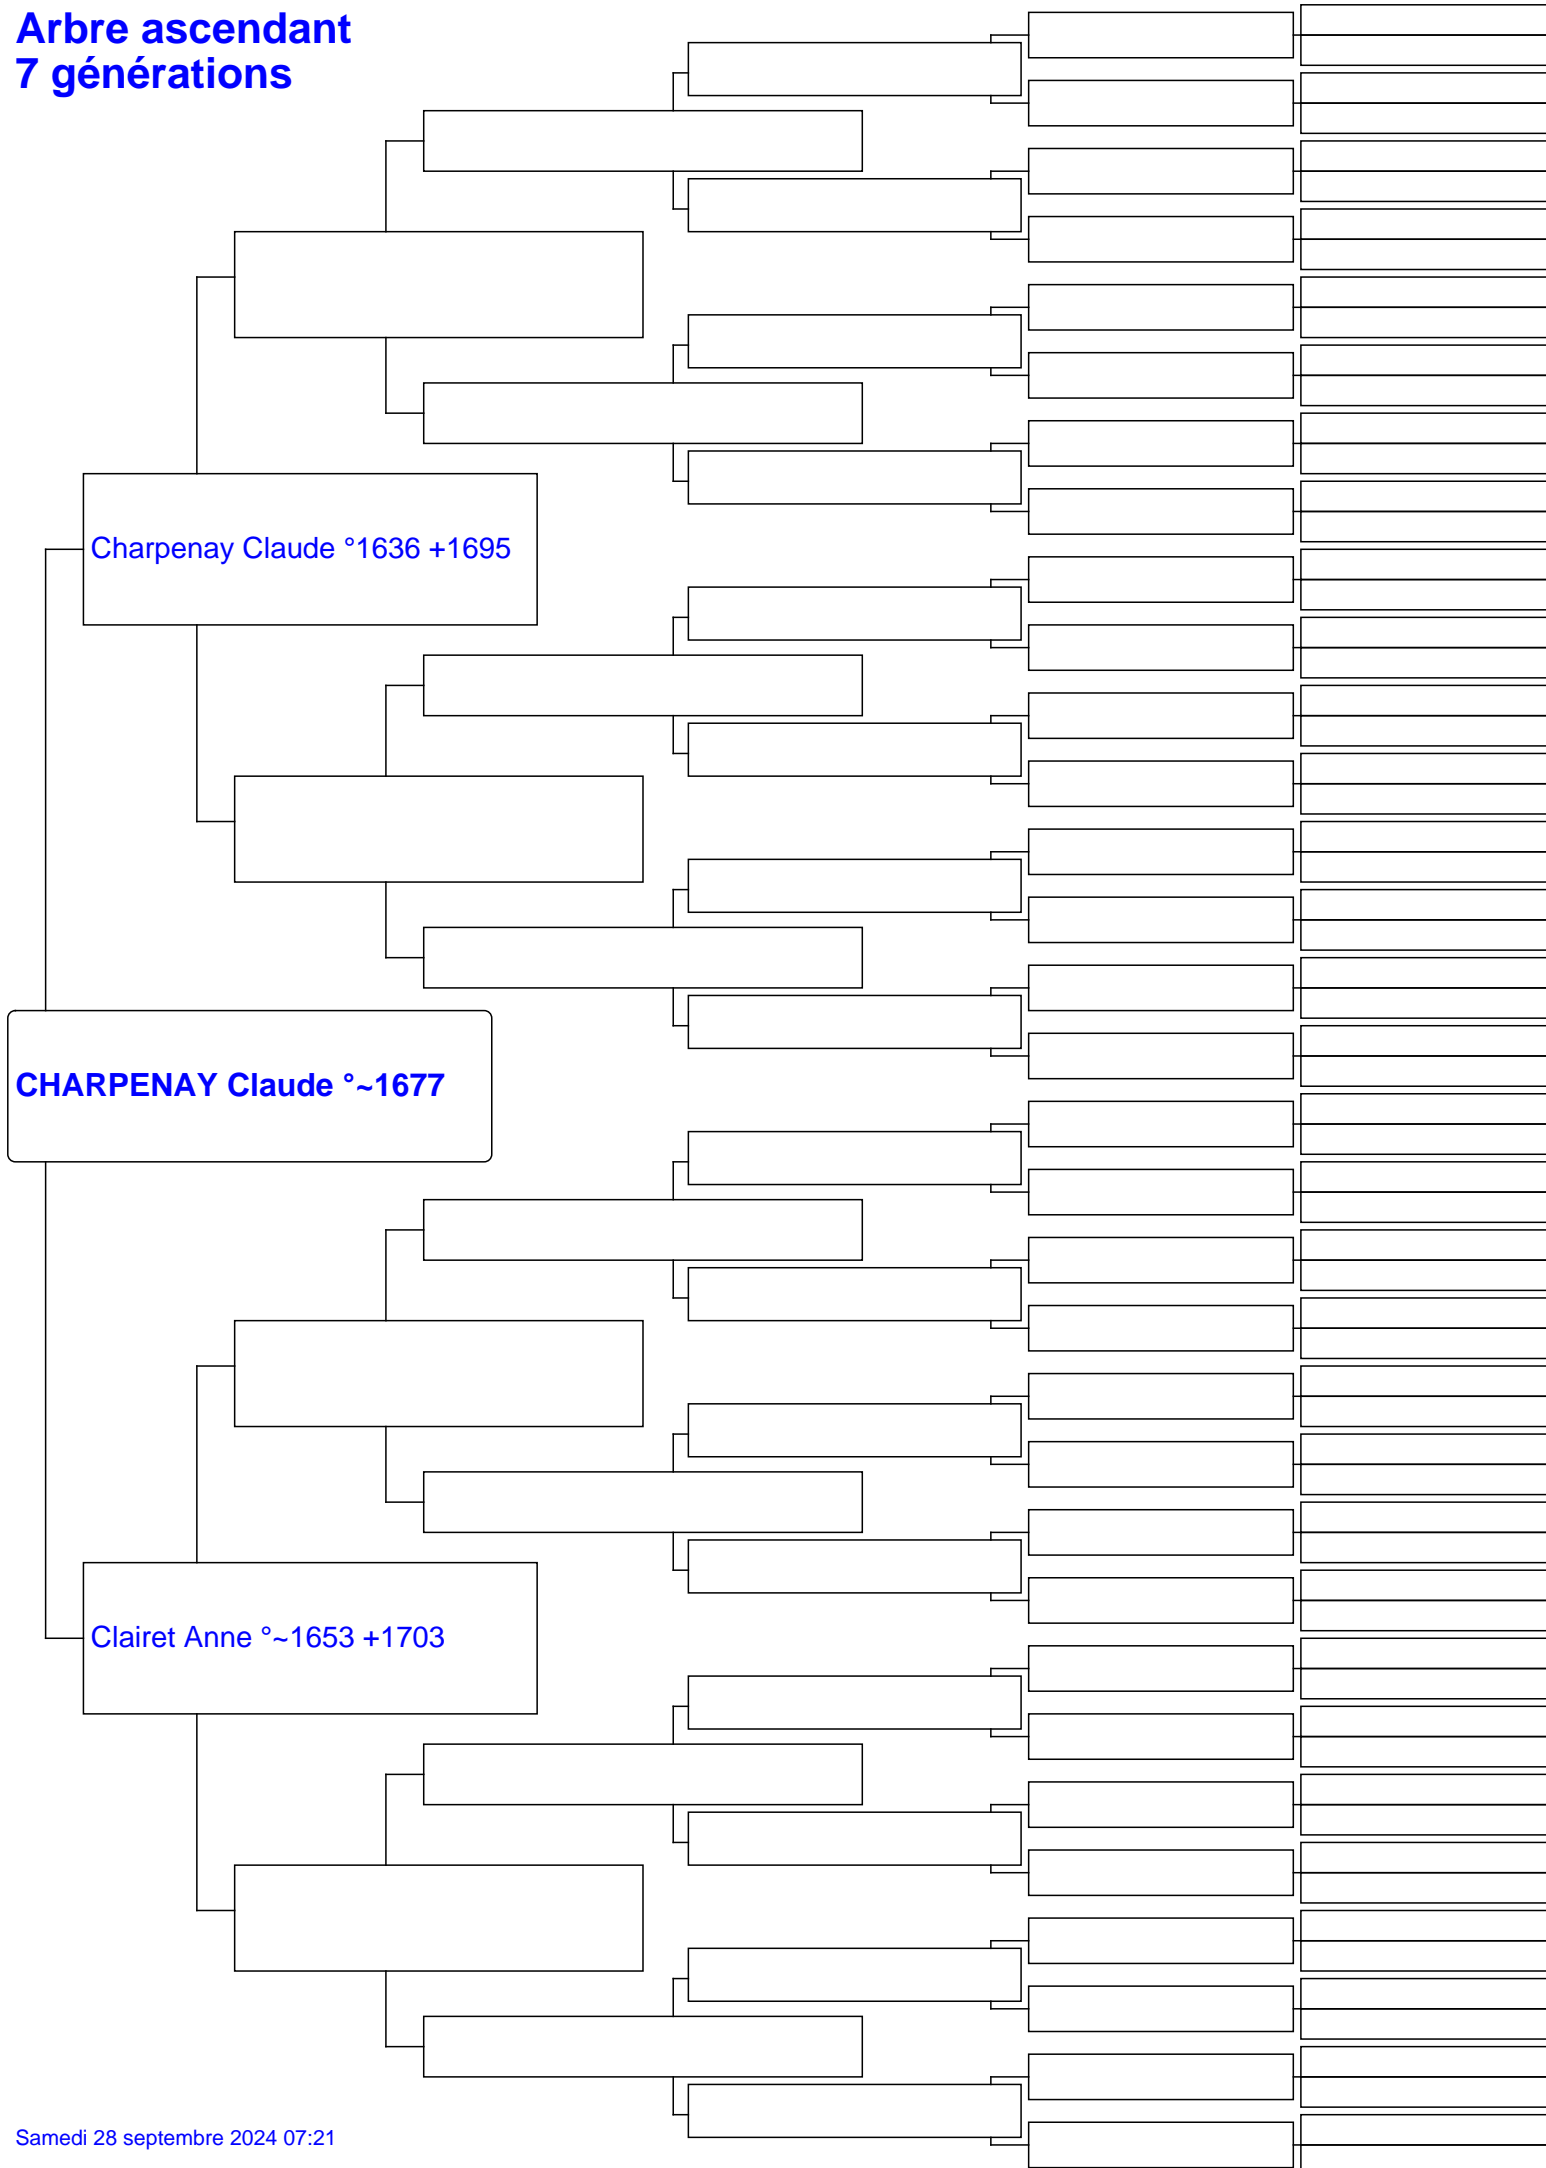 Arbre ascendant
7 générations
Charpenay Claude °1636 +1695
CHARPENAY Claude °~1677
Clairet Anne °~1653 +1703
Samedi 28 septembre 2024 07:21